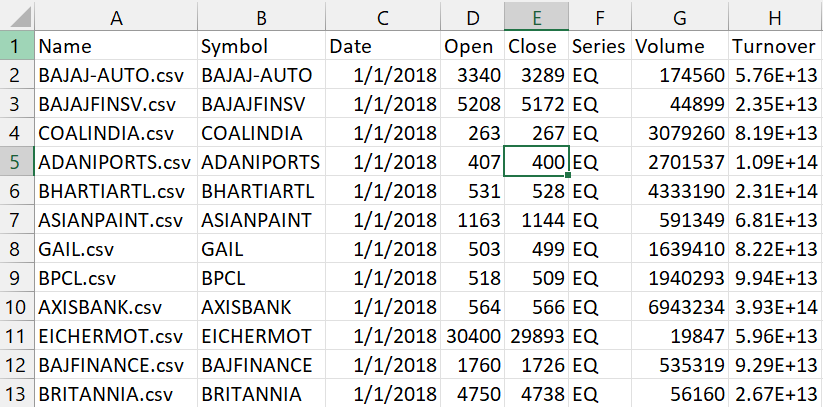 A B C D E F G H
1 Name Symbol Date Open Close Series Volume Turnover
2 BAJAJ-AUTO.csv BAJAJ-AUTO 1/1/2018 3340 3289 EQ 174560 5.76E+13
3 BAJAJFINSV.csv BAJAJFINSV 1/1/2018 5208 5172 EQ 44899 2.35E+13
4 COALINDIA.csv COALINDIA 1/1/2018 263 267 EQ 3079260 8.19E+13
5 ADANIPORTS.csv ADANIPORTS 1/1/2018 407 400 EQ 2701537 1.09E+14
6 BHARTIARTL.csv BHARTIARTL 1/1/2018 531 528 EQ 4333190 2.31E+14
7 ASIANPAINT.csv ASIANPAINT 1/1/2018 1163 1144 EQ 591349 6.81E+13
8 GAIL.csv GAIL 1/1/2018 503 499 EQ 1639410 8.22E+13
9 BPCL.csv BPCL 1/1/2018 518 509 EQ 1940293 9.94E+13
10 AXISBANK.csv AXISBANK 1/1/2018 564 566 EQ 6943234 3.93E+14
11 EICHERMOT.csv EICHERMOT 1/1/2018 30400 29893 EQ 19847 5.96E+13
12 BAJFINANCE.csv BAJFINANCE 1/1/2018 1760 1726 EQ 535319 9.29E+13
13 BRITANNIA.csv BRITANNIA 1/1/2018 4750 4738 EQ 56160 2.67E+13